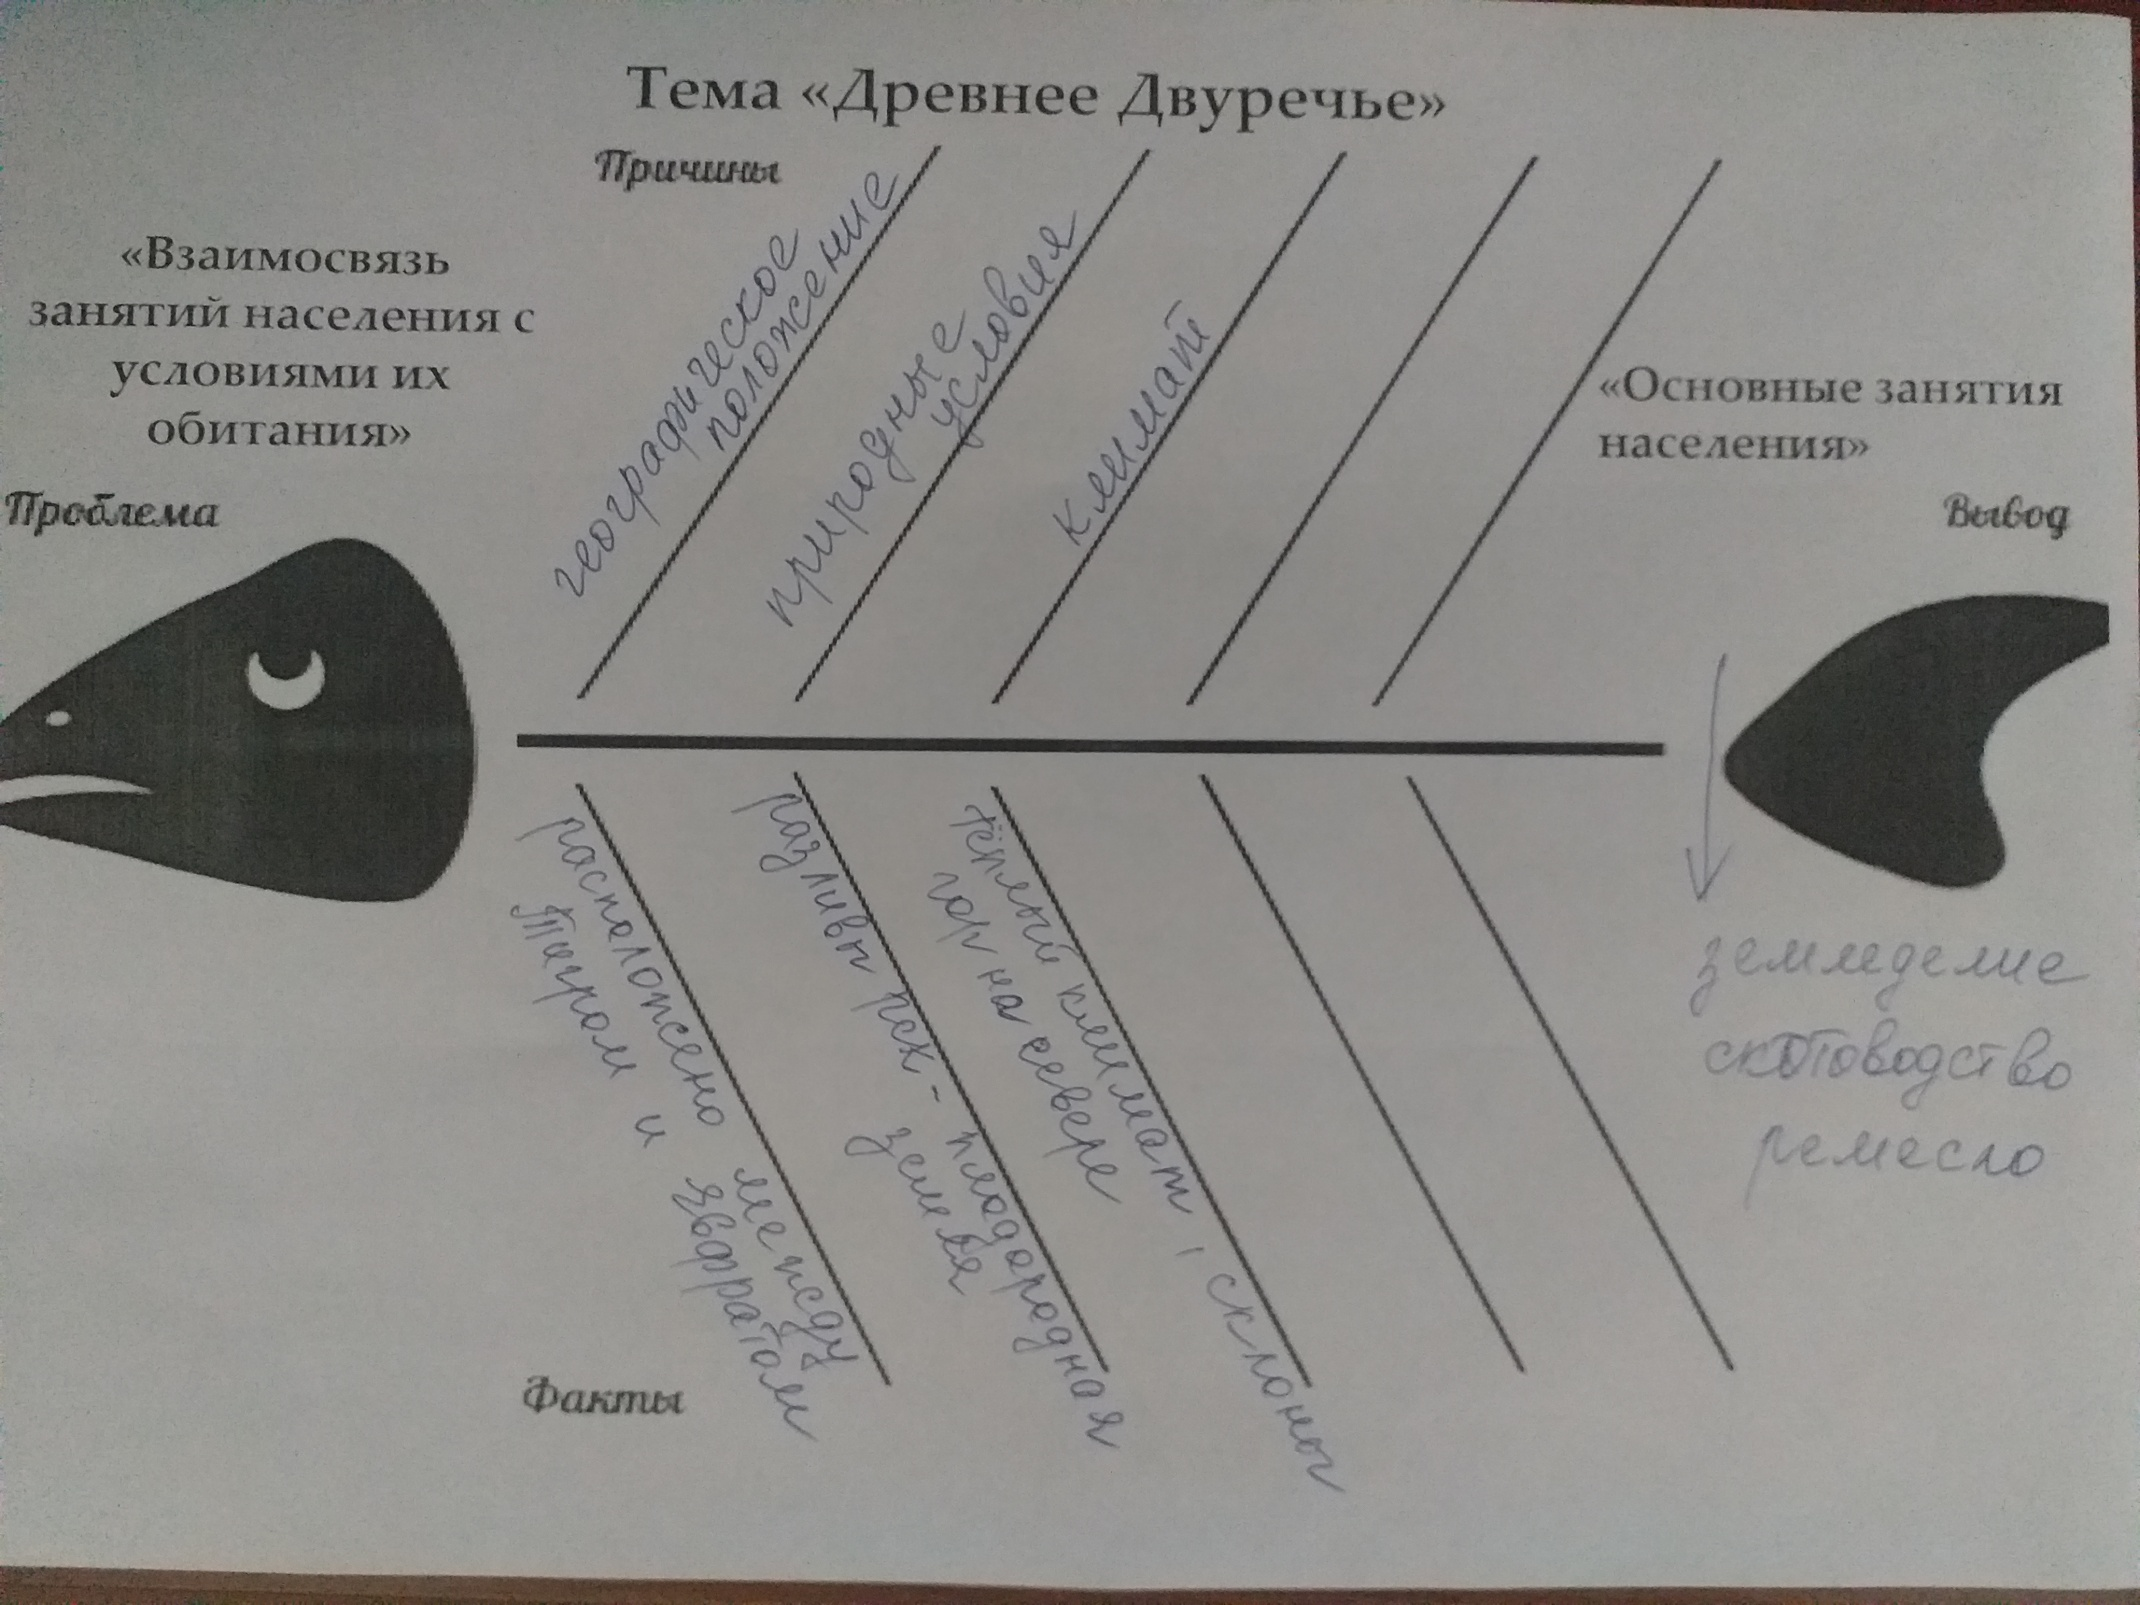 Тема «Древнее Двуречье»
Причины
«Взаимосвязь
занятий населения с
условиями их
обитания»
Проблема
географическое
положение
природные
условия
климат
«Основные занятия
населения»
Вывод
расположено между
Тигром и Евфратом
разливы рек - плодородная
земля
тёплый климат, склоны
гор на севере
земледелие
скотоводство
ремесло
Факты